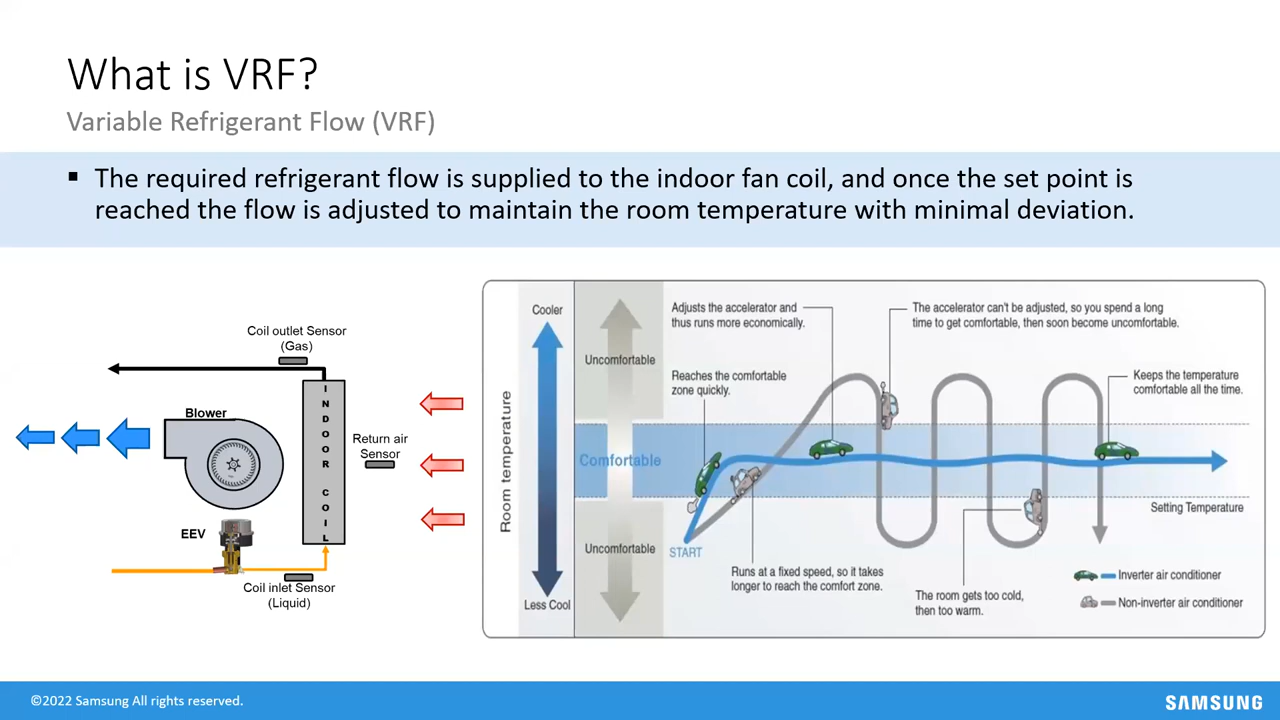 What is VRF?
Variable Refrigerant Flow (VRF)
▪ The required refrigerant flow is supplied to the indoor fan coil, and once the set point is
reached the flow is adjusted to maintain the room temperature with minimal deviation.
Coil outlet Sensor
(Gas)
Blower
INDOOR COIL
Return air
Sensor
EEV
Coil inlet Sensor
(Liquid)
Room temperature
Cooler
Less Cool
Uncomfortable
Comfortable
Uncomfortable
Adjusts the accelerator and
thus runs more economically.
The accelerator can't be adjusted, so you spend a long
time to get comfortable, then soon become uncomfortable.
Reaches the comfortable
zone quickly.
Keeps the temperature
comfortable all the time.
Setting Temperature
START
Runs at a fixed speed, so it takes
longer to reach the comfort zone.
The room gets too cold,
then too warm.
Inverter air conditioner
Non-inverter air conditioner
©2022 Samsung All rights reserved.
SAMSUNG